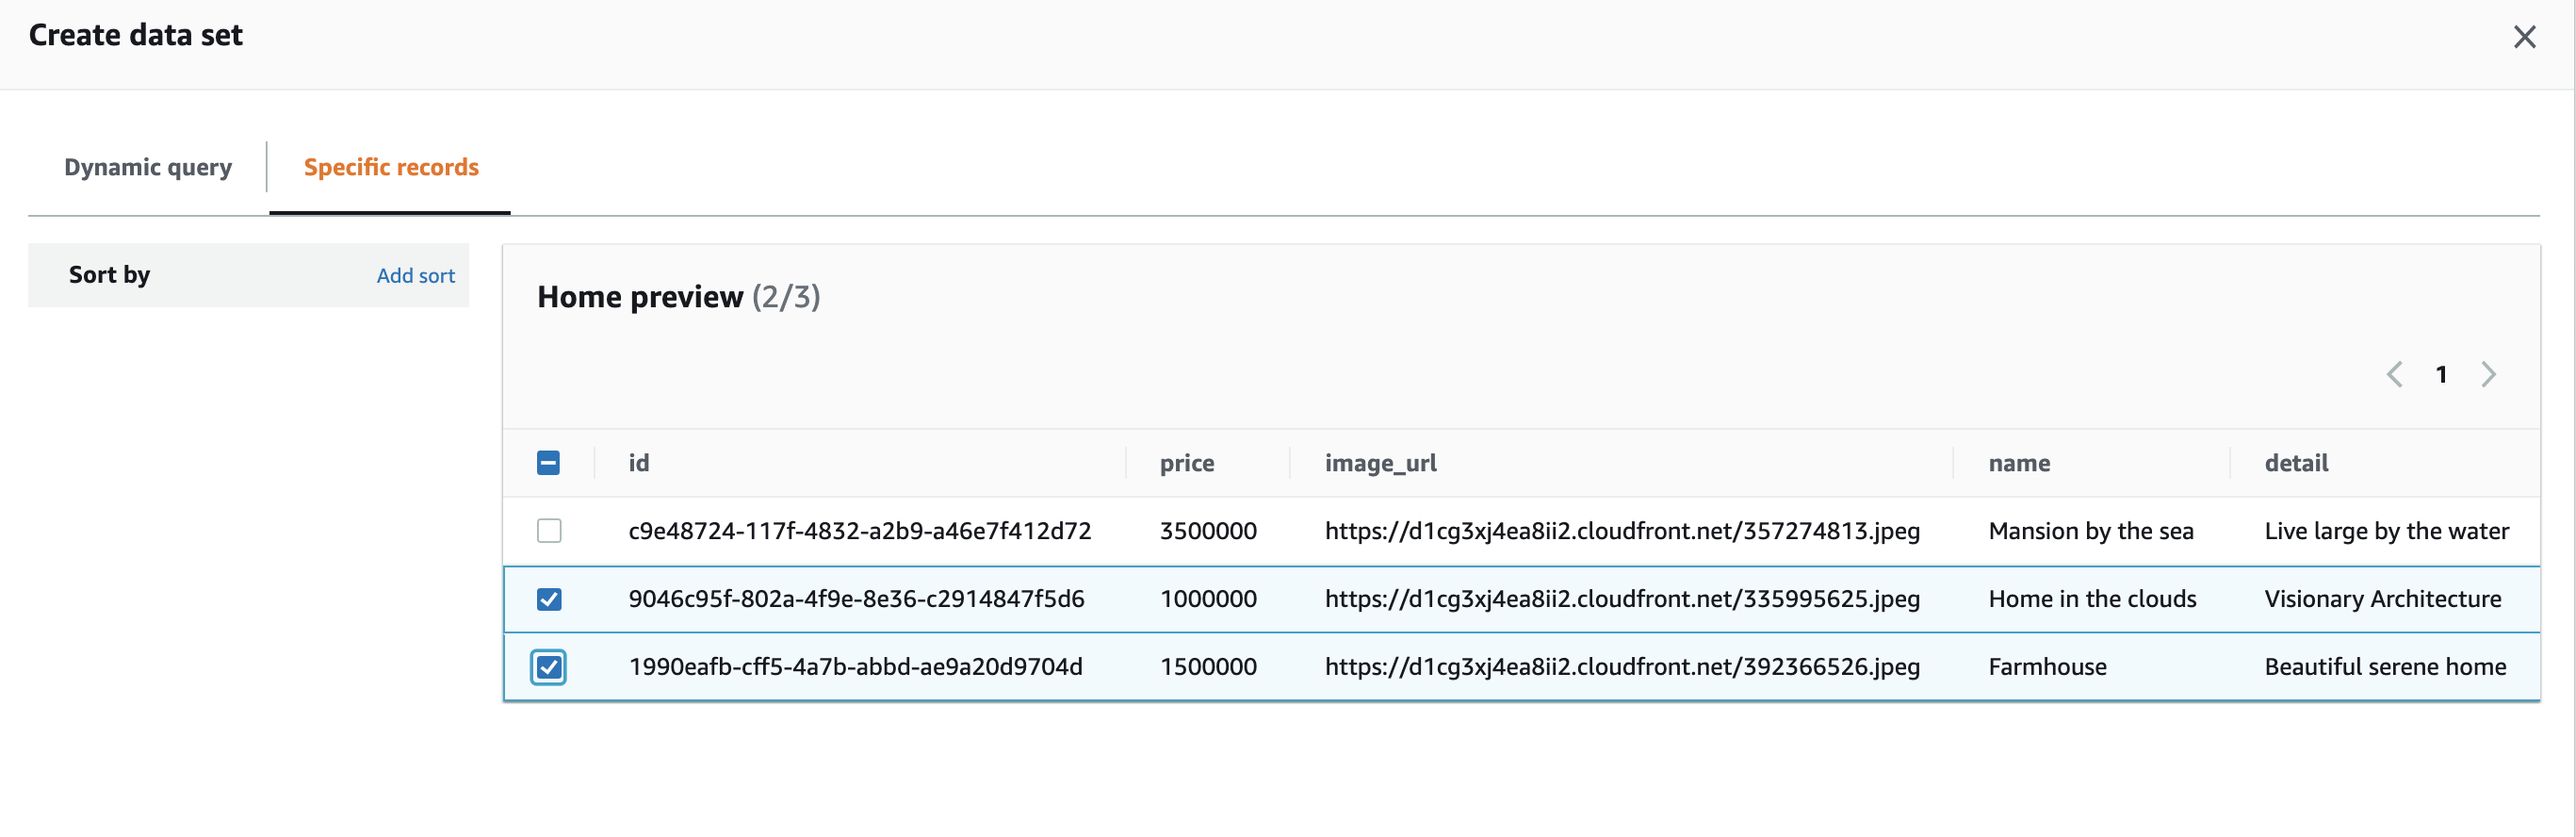 Create data set
Dynamic query Specific records
Sort by Add sort
Home preview (2/3)
1
id price image_url name detail
c9e48724-117f-4832-a2b9-a46e7f412d72 3500000 https://d1cg3xj4ea8ii2.cloudfront.net/357274813.jpeg Mansion by the sea Live large by the water
9046c95f-802a-4f9e-8e36-c2914847f5d6 1000000 https://d1cg3xj4ea8ii2.cloudfront.net/335995625.jpeg Home in the clouds Visionary Architecture
1990eafb-cff5-4a7b-abbd-ae9a20d9704d 1500000 https://d1cg3xj4ea8ii2.cloudfront.net/392366526.jpeg Farmhouse Beautiful serene home